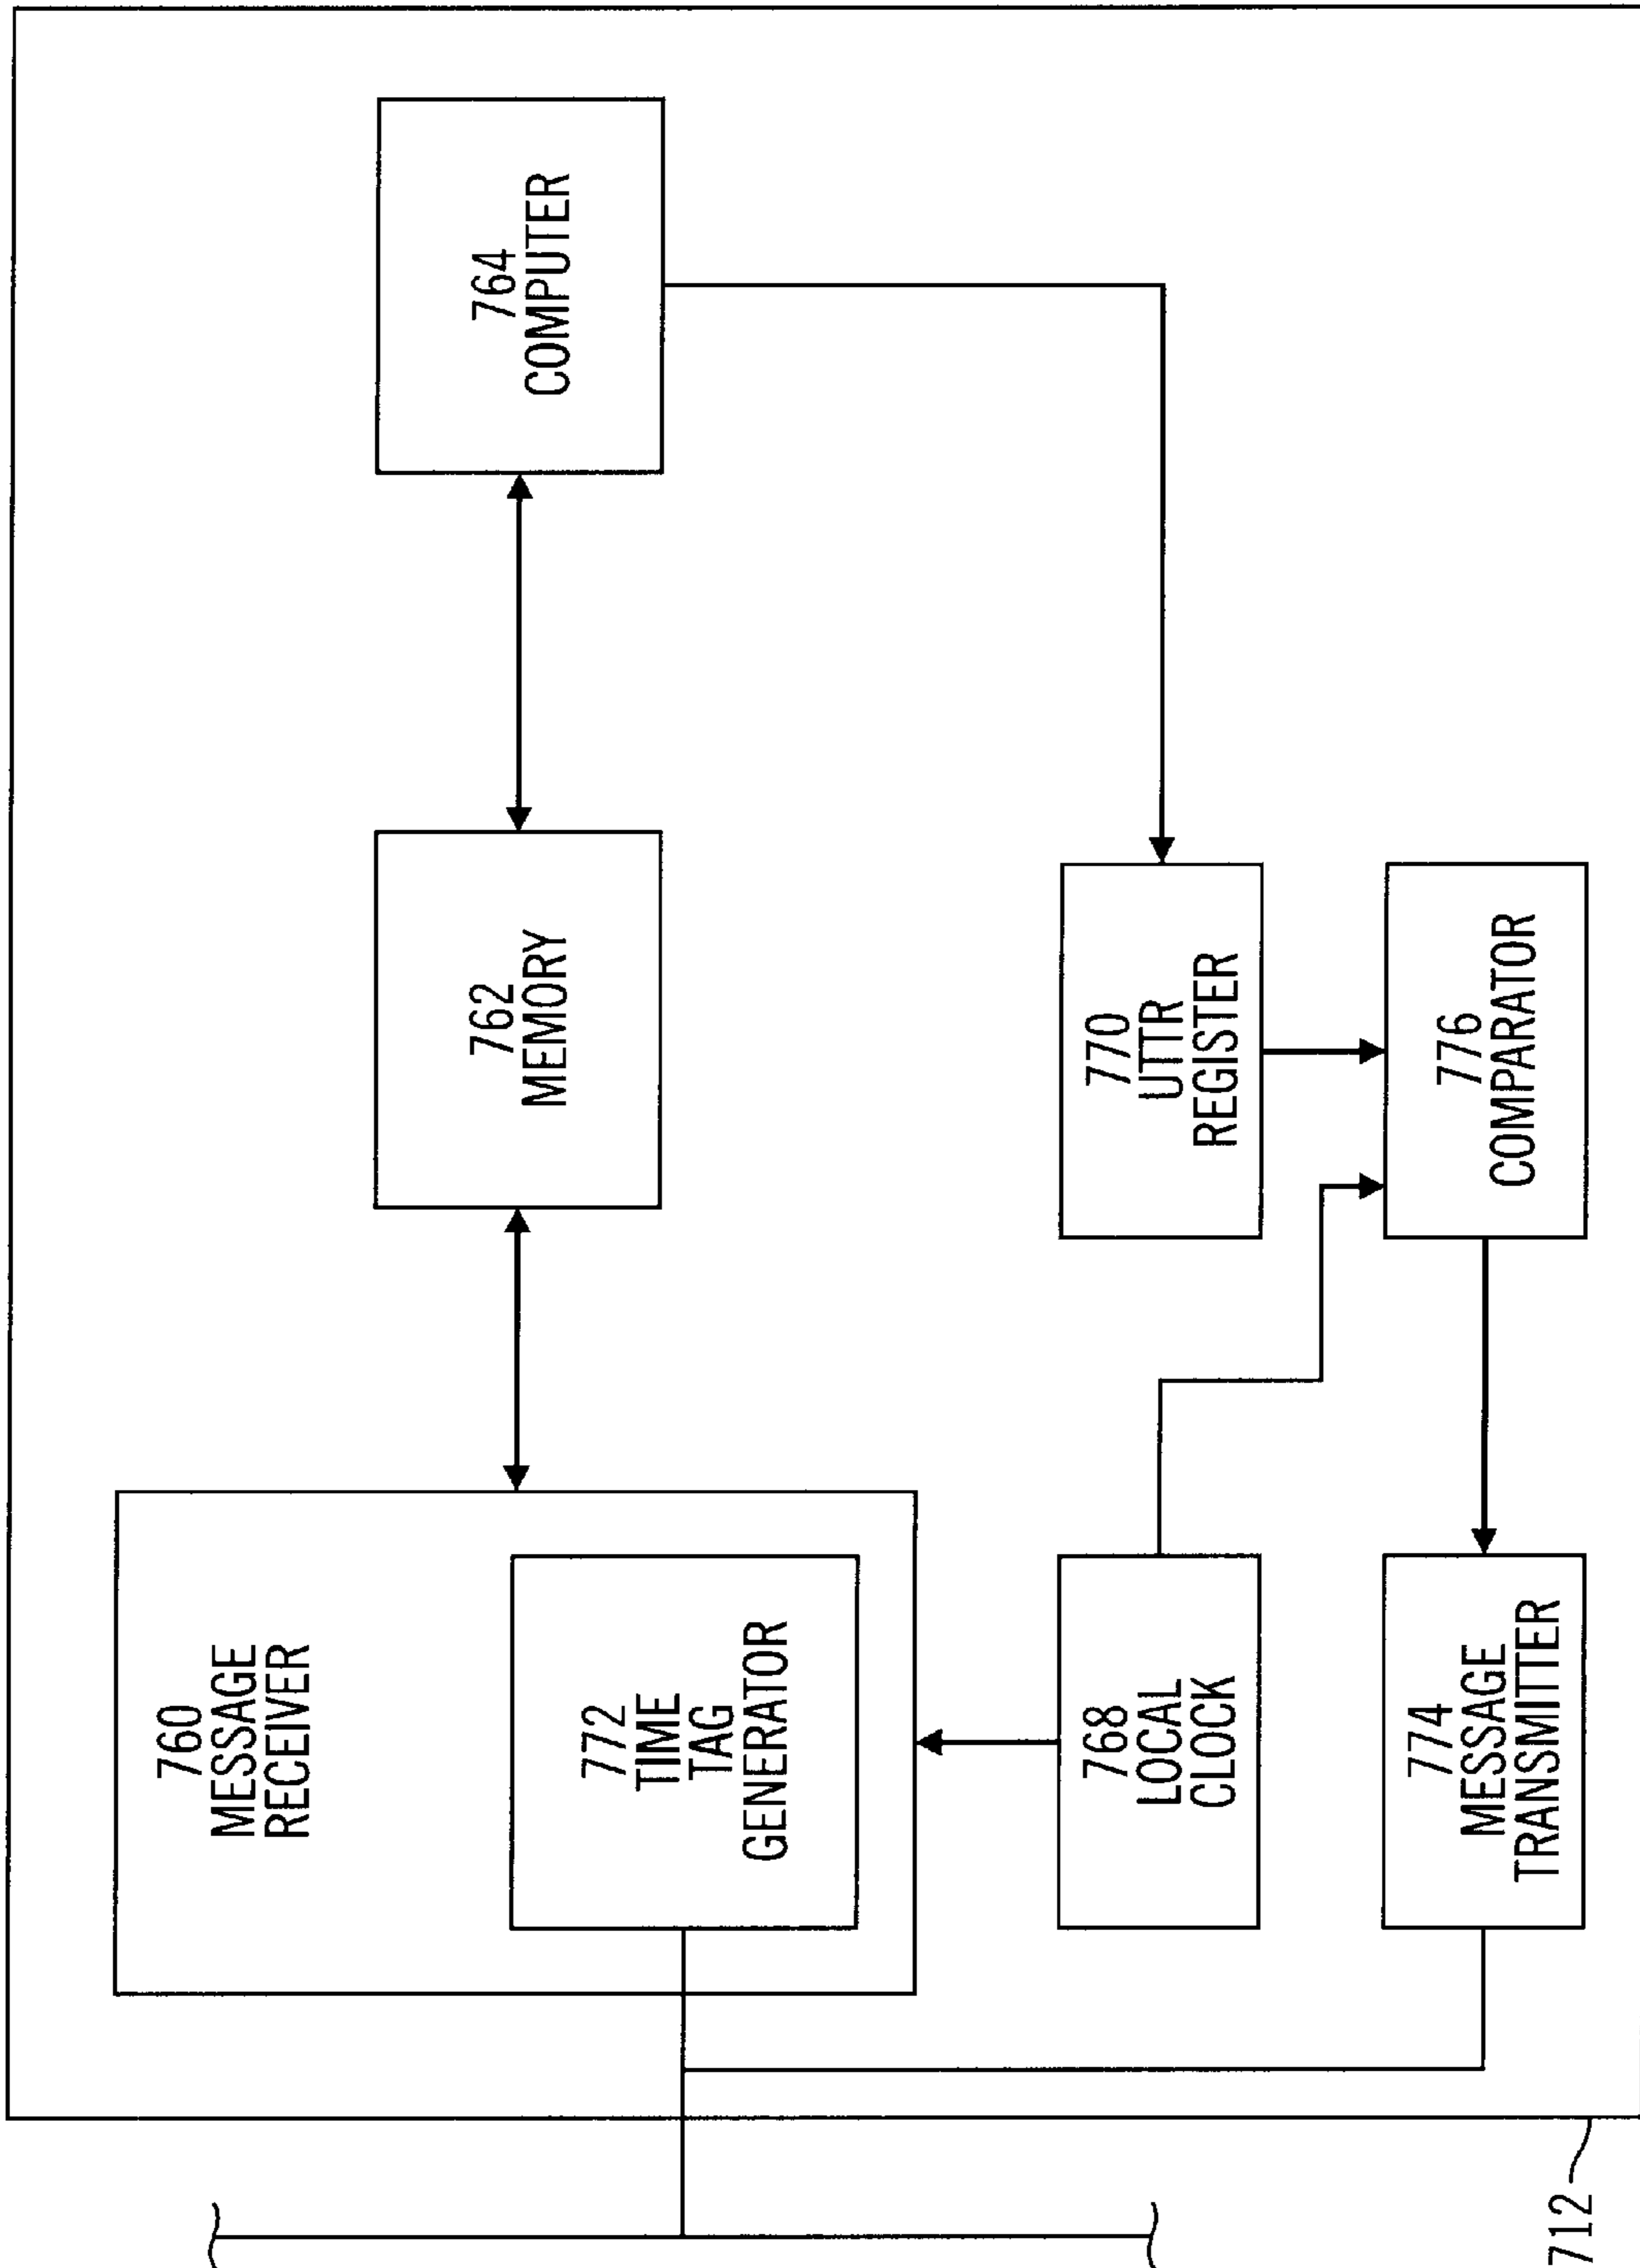 760
MESSAGE
RECEIVER
772
TIME
TAG
GENERATOR
762
MEMORY
764
COMPUTER
768
LOCAL
CLOCK
770
UTTR
REGISTER
774
MESSAGE
TRANSMITTER
776
COMPARATOR
712